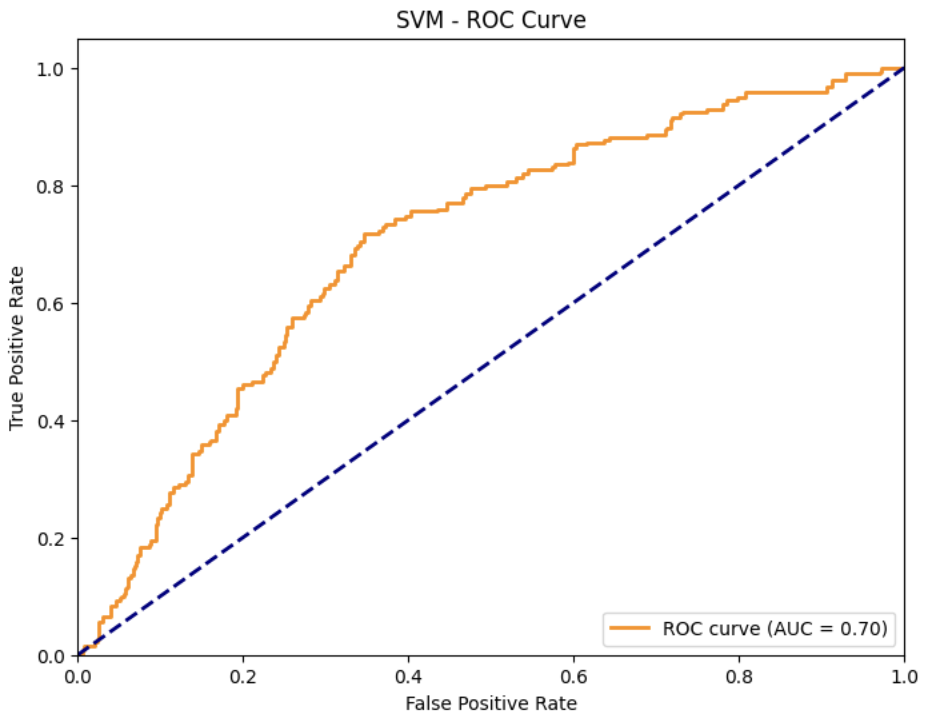 SVM - ROC Curve
True Positive Rate
1.0
0.8
0.6
0.4
0.2
0.0
0.0 0.2 0.4 0.6 0.8 1.0
False Positive Rate
ROC curve (AUC = 0.70)